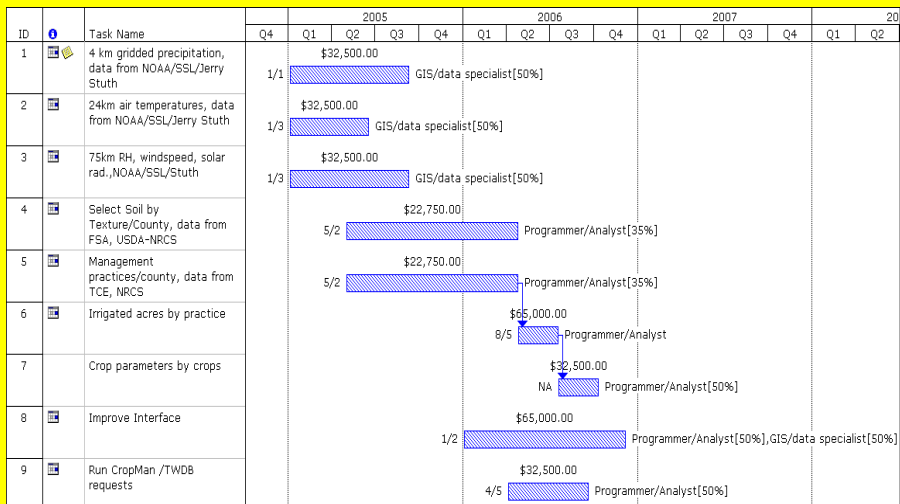 2005 2006 2007 20
ID Task Name Q4 Q1 Q2 Q3 Q4 Q1 Q2 Q3 Q4 Q1 Q2 Q3 Q4 Q1 Q2
1 4 km gridded precipitation, data from NOAA/SSL/Jerry Stuth
$32,500.00
1/1 GIS/data specialist[50%]
2 24km air temperatures, data from NOAA/SSL/Jerry Stuth
$32,500.00
1/3 GIS/data specialist[50%]
3 75km RH, windspeed, solar rad.,NOAA/SSL/Stuth
$32,500.00
1/3 GIS/data specialist[50%]
4 Select Soil by Texture/County, data from FSA, USDA-NRCS
$22,750.00
5/2 Programmer/Analyst[35%]
5 Management practices/county, data from TCE, NRCS
$22,750.00
5/2 Programmer/Analyst[35%]
6 Irrigated acres by practice
$65,000.00
8/5 Programmer/Analyst
7 Crop parameters by crops
$32,500.00
NA Programmer/Analyst[50%]
8 Improve Interface
$65,000.00
1/2 Programmer/Analyst[50%],GIS/data specialist[50%]
9 Run CropMan /TWDB requests
$32,500.00
4/5 Programmer/Analyst[50%]